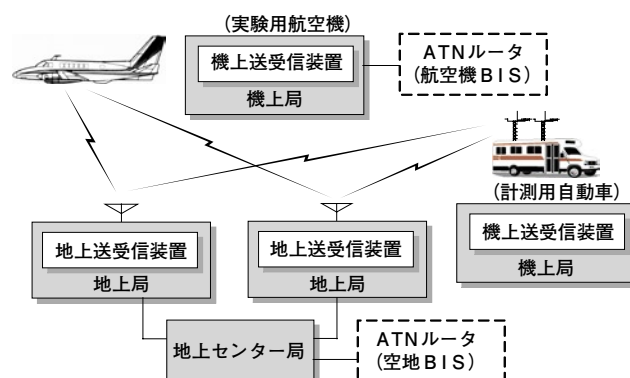 (実験用航空機)
機上送受信装置
機上局
ATNルータ
(航空機BIS)
(計測用自動車)
機上送受信装置
機上局
地上送受信装置
地上局
地上送受信装置
地上局
地上センター局
ATNルータ
(空地BIS)